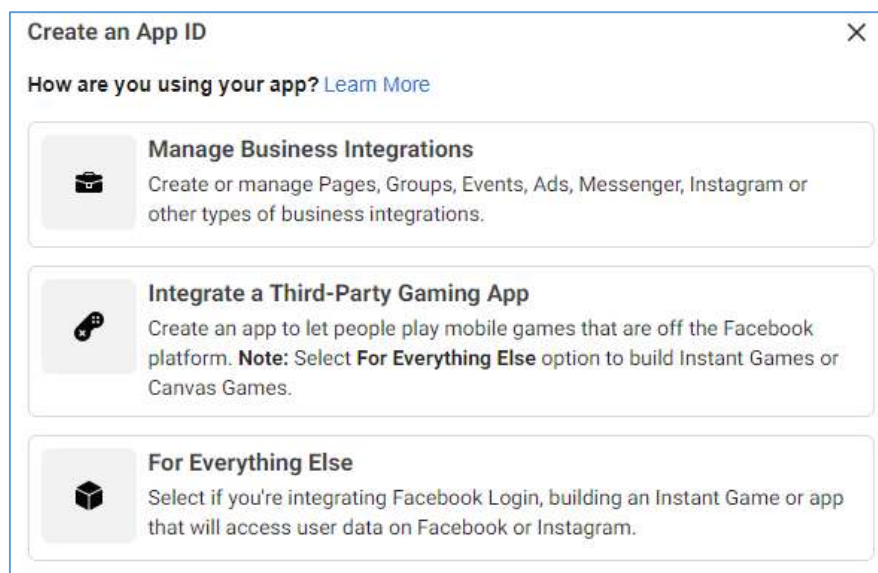 Create an App ID
How are you using your app? Learn More
Manage Business Integrations
Create or manage Pages, Groups, Events, Ads, Messenger, Instagram or
other types of business integrations.
Integrate a Third-Party Gaming App
Create an app to let people play mobile games that are off the Facebook
platform. Note: Select For Everything Else option to build Instant Games or
Canvas Games.
For Everything Else
Select if you're integrating Facebook Login, building an Instant Game or app
that will access user data on Facebook or Instagram.